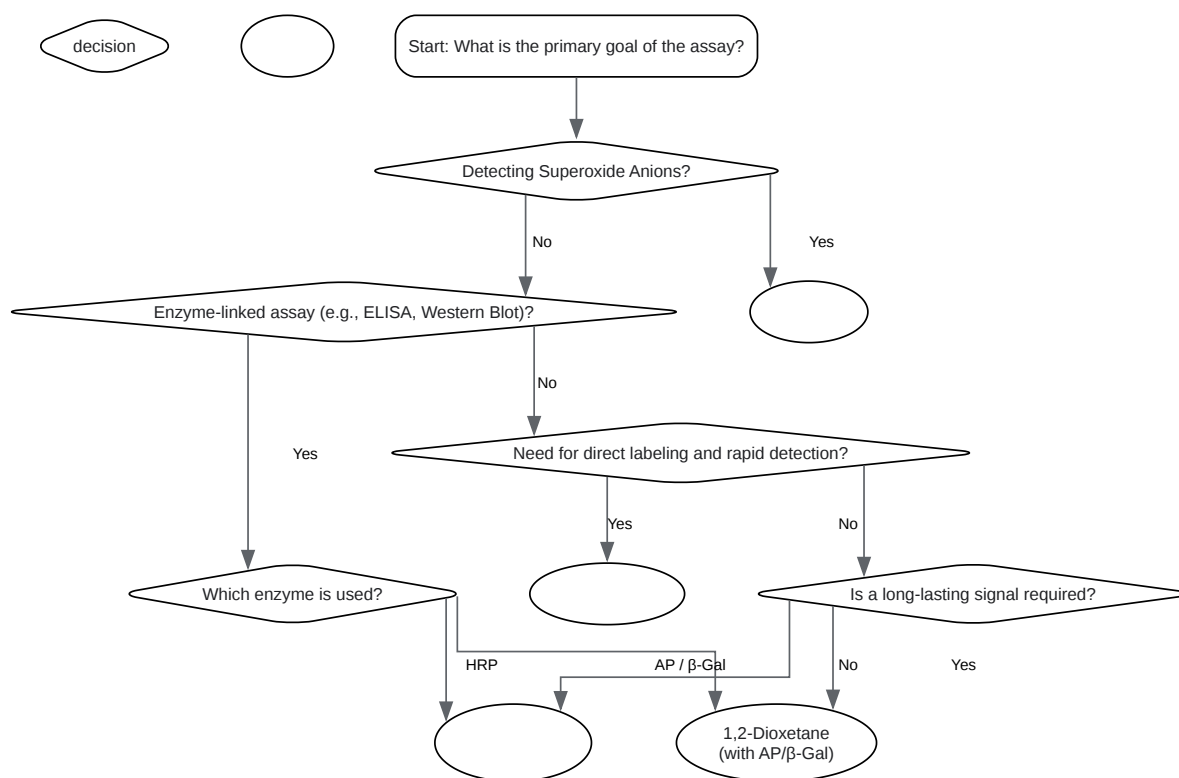 decision
Start: What is the primary goal of the assay?
Detecting Superoxide Anions?
No
Yes
Enzyme-linked assay (e.g., ELISA, Western Blot)?
No
Yes
Need for direct labeling and rapid detection?
Yes
No
Which enzyme is used?
Is a long-lasting signal required?
HRP
AP / β-Gal
No
Yes
1,2-Dioxetane
(with AP/β-Gal)